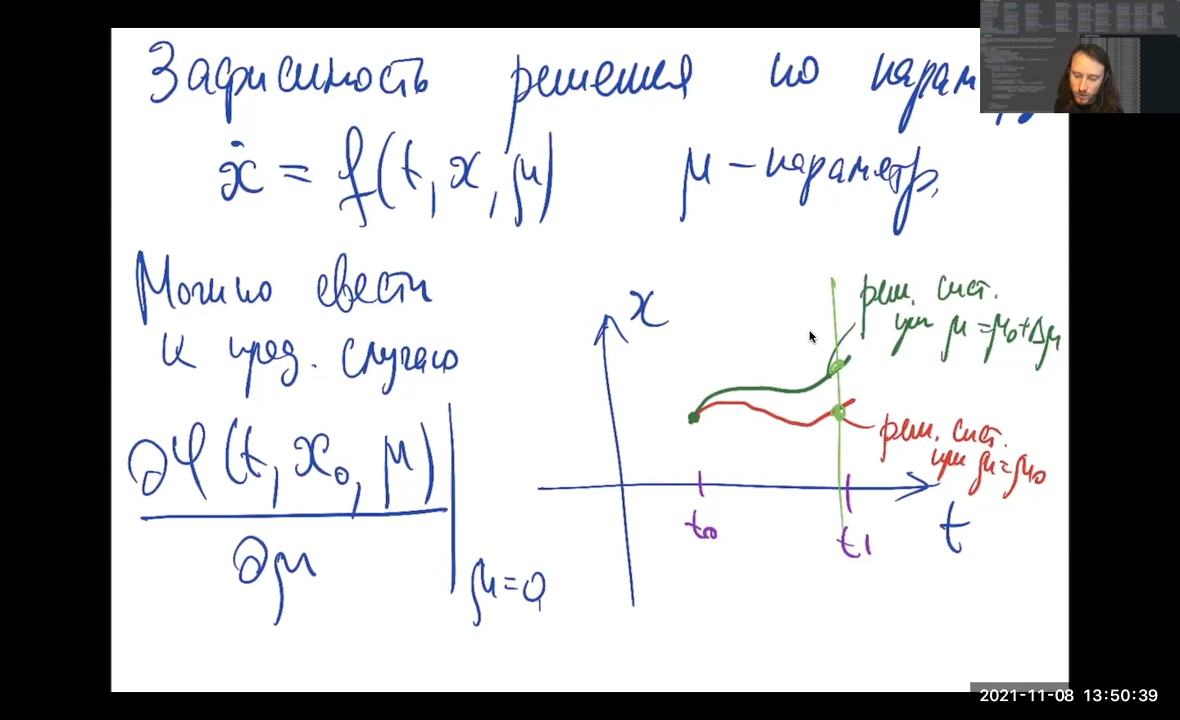 Зависимость решения по парам
ẋ = f(t, x, μ) μ – параметр,
Можно свести
к пред. случаю
∂φ(t, x₀, μ)
∂μ
μ=0
x
реш. сист.
при μ=μ₀+Δμ
реш. сист.
при μ=μ₀
t₀
t₁
t
2021-11-08 13:50:39